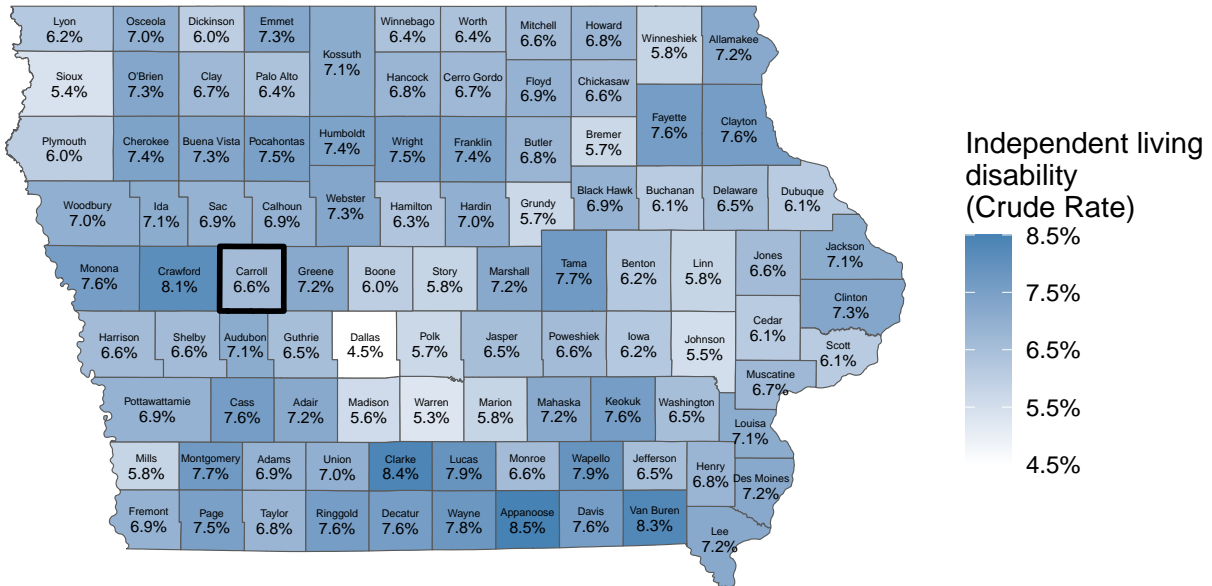 Lyon
6.2%
Osceola
7.0%
Dickinson
6.0%
Emmet
7.3%
Kossuth
7.1%
Winnebago
6.4%
Worth
6.4%
Mitchell
6.6%
Howard
6.8%
Winneshiek
5.8%
Allamakee
7.2%
Sioux
5.4%
O'Brien
7.3%
Clay
6.7%
Palo Alto
6.4%
Hancock
6.8%
Cerro Gordo
6.7%
Floyd
6.9%
Chickasaw
6.6%
Fayette
7.6%
Clayton
7.6%
Plymouth
6.0%
Cherokee
7.4%
Buena Vista
7.3%
Pocahontas
7.5%
Humboldt
7.4%
Wright
7.5%
Franklin
7.4%
Butler
6.8%
Bremer
5.7%
Woodbury
7.0%
Ida
7.1%
Sac
6.9%
Calhoun
6.9%
Webster
7.3%
Hamilton
6.3%
Hardin
7.0%
Grundy
5.7%
Black Hawk
6.9%
Buchanan
6.1%
Delaware
6.5%
Dubuque
6.1%
Monona
7.6%
Crawford
8.1%
Carroll
6.6%
Greene
7.2%
Boone
6.0%
Story
5.8%
Marshall
7.2%
Tama
7.7%
Benton
6.2%
Linn
5.8%
Jones
6.6%
Jackson
7.1%
Clinton
7.3%
Harrison
6.6%
Shelby
6.6%
Audubon
7.1%
Guthrie
6.5%
Dallas
4.5%
Polk
5.7%
Jasper
6.5%
Poweshiek
6.6%
Iowa
6.2%
Johnson
5.5%
Cedar
6.1%
Scott
6.1%
Muscatine
6.7%
Pottawattamie
6.9%
Cass
7.6%
Adair
7.2%
Madison
5.6%
Warren
5.3%
Marion
5.8%
Mahaska
7.2%
Keokuk
7.6%
Washington
6.5%
Louisa
7.1%
Mills
5.8%
Montgomery
7.7%
Adams
6.9%
Union
7.0%
Clarke
8.4%
Lucas
7.9%
Monroe
6.6%
Wapello
7.9%
Jefferson
6.5%
Henry
6.8%
Des Moines
7.2%
Fremont
6.9%
Page
7.5%
Taylor
6.8%
Ringgold
7.6%
Decatur
7.6%
Wayne
7.8%
Appanoose
8.5%
Davis
7.6%
Van Buren
8.3%
Lee
7.2%
Independent living
disability
(Crude Rate)
8.5%
7.5%
6.5%
5.5%
4.5%